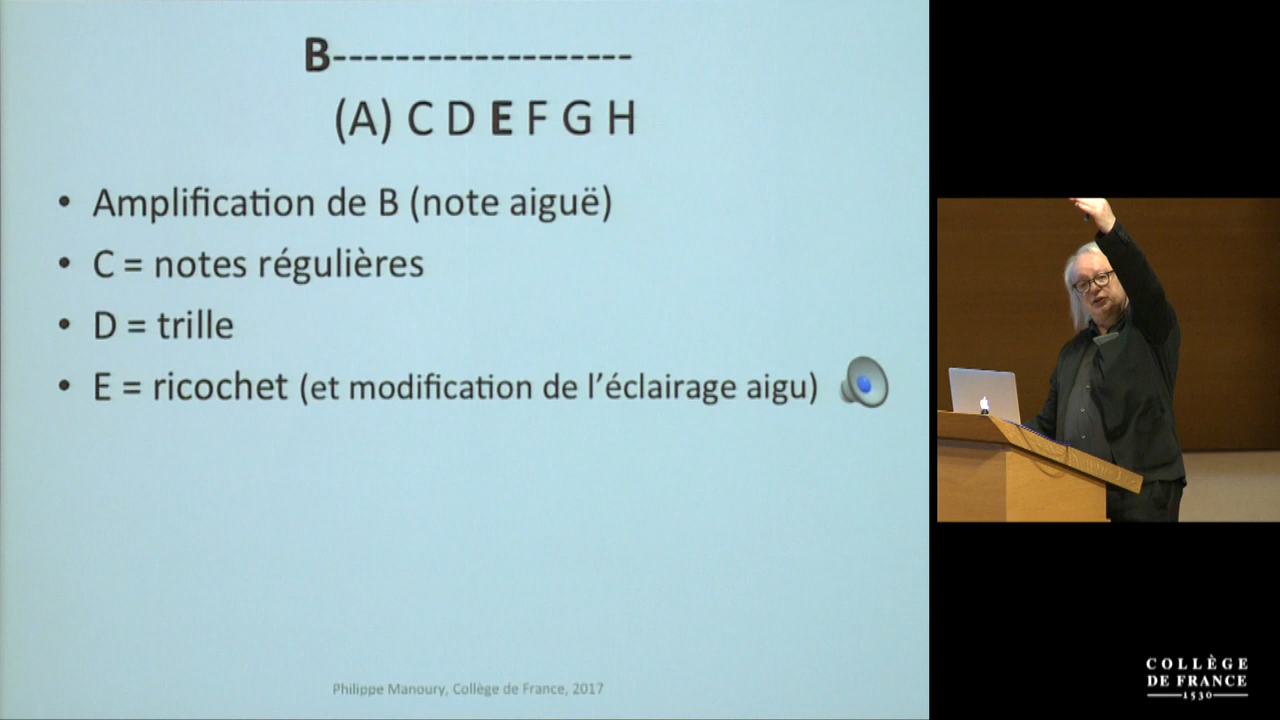 B-------------------
(A) C D E F G H
• Amplification de B (note aiguë)
• C = notes régulières
• D = trille
• E = ricochet (et modification de l’éclairage aigu)
Philippe Manoury, Collège de France, 2017
COLLÈGE
DE FRANCE
1530